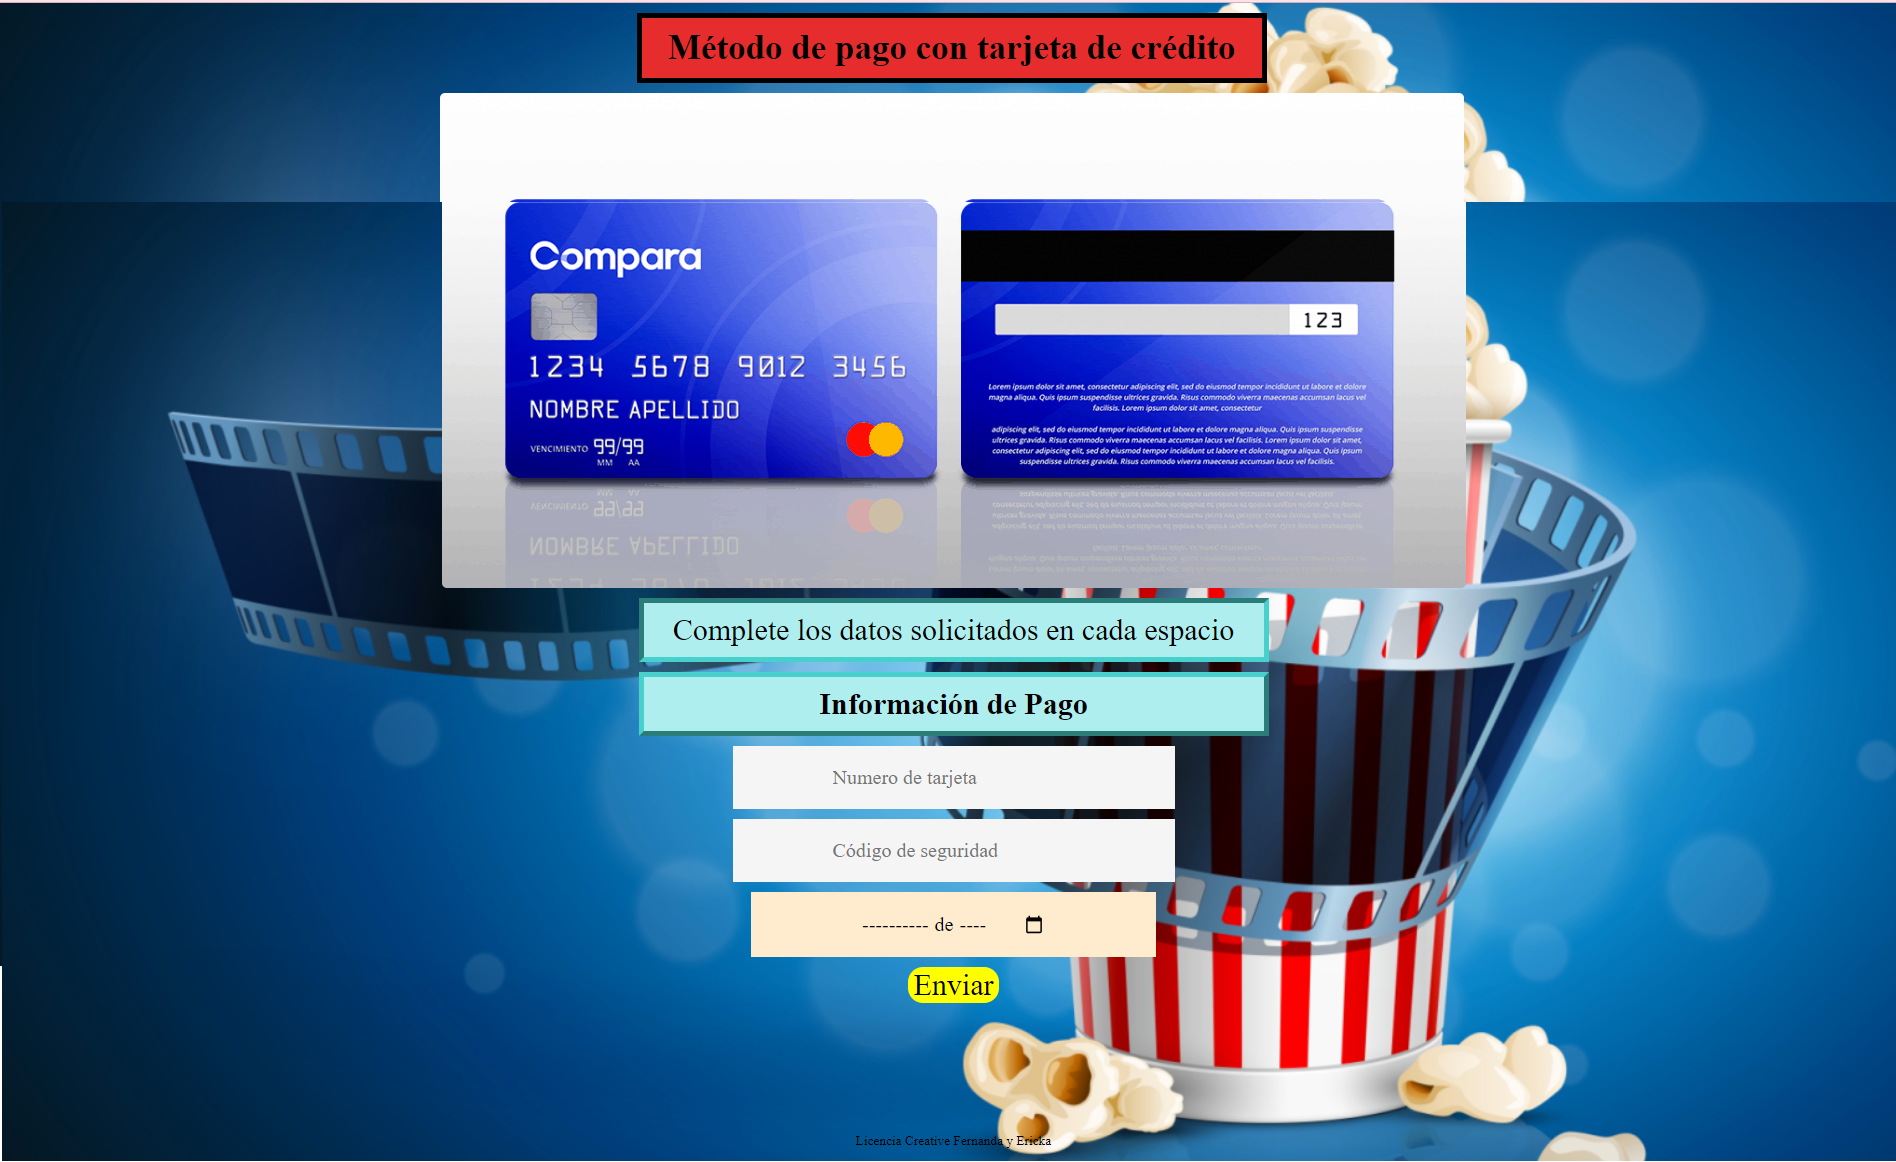 Método de pago con tarjeta de crédito
Compara
1234 5678 9012 3456
NOMBRE APELLIDO
VENCIMIENTO 99/99
MM AA
123
Lorem ipsum dolor sit amet, consectetur adipiscing elit, sed do eiusmod tempor incididunt ut labore et dolore
magna aliqua. Quis ipsum suspendisse ultrices gravida. Risus commodo viverra maecenas accumsan lacus vel
facilisis. Lorem ipsum dolor sit amet, consectetur
adipiscing elit, sed do eiusmod tempor incididunt ut labore et dolore magna aliqua. Quis ipsum suspendisse
ultrices gravida. Risus commodo viverra maecenas accumsan lacus vel facilisis. Lorem ipsum dolor sit amet,
consectetur adipiscing elit, sed do eiusmod tempor incididunt ut labore et dolore magna aliqua. Quis ipsum
suspendisse ultrices gravida. Risus commodo viverra maecenas accumsan lacus vel facilisis.
Complete los datos solicitados en cada espacio
Información de Pago
Numero de tarjeta
Código de seguridad
---------- de ----
Enviar
Licencia Creative Fernanda y Ericka